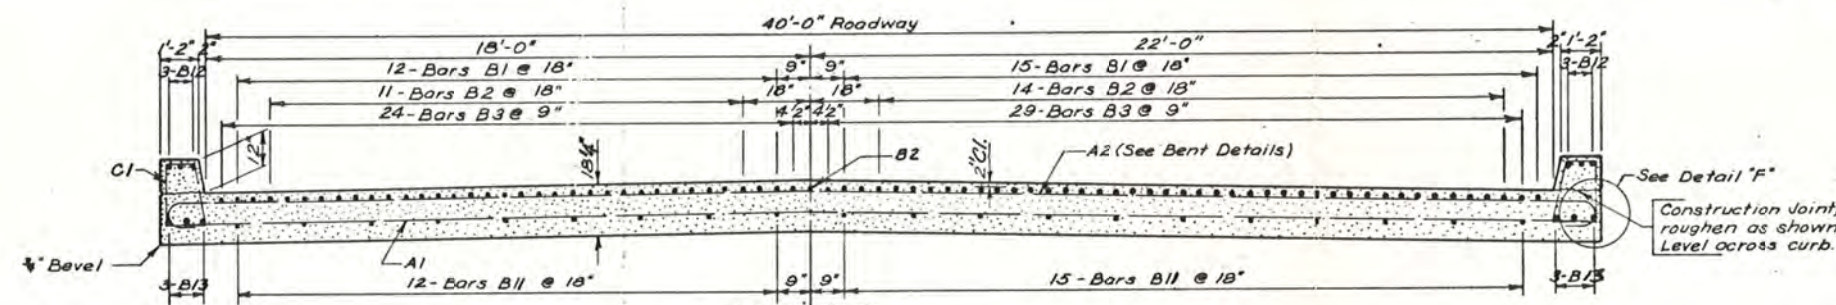 40'-0" Roadway
1'-2" 2" 18'-0" 22'-0" 2" 1'-2"
3-B12 12-Bars B1 @ 18" 9" 9" 15-Bars B1 @ 18" 3-B12
11-Bars B2 @ 18" 18" 18" 14-Bars B2 @ 18"
24-Bars B3 @ 9" 4½" 4½" 29-Bars B3 @ 9"
12"
18¼"
2" Cl.
C1
B2
A2 (See Bent Details)
See Detail "F"
Construction Joint,
roughen as shown
Level across curb.
¾" Bevel
A1
3-B13 12-Bars B11 @ 18" 9" 9" 15-Bars B11 @ 18" 3-B13